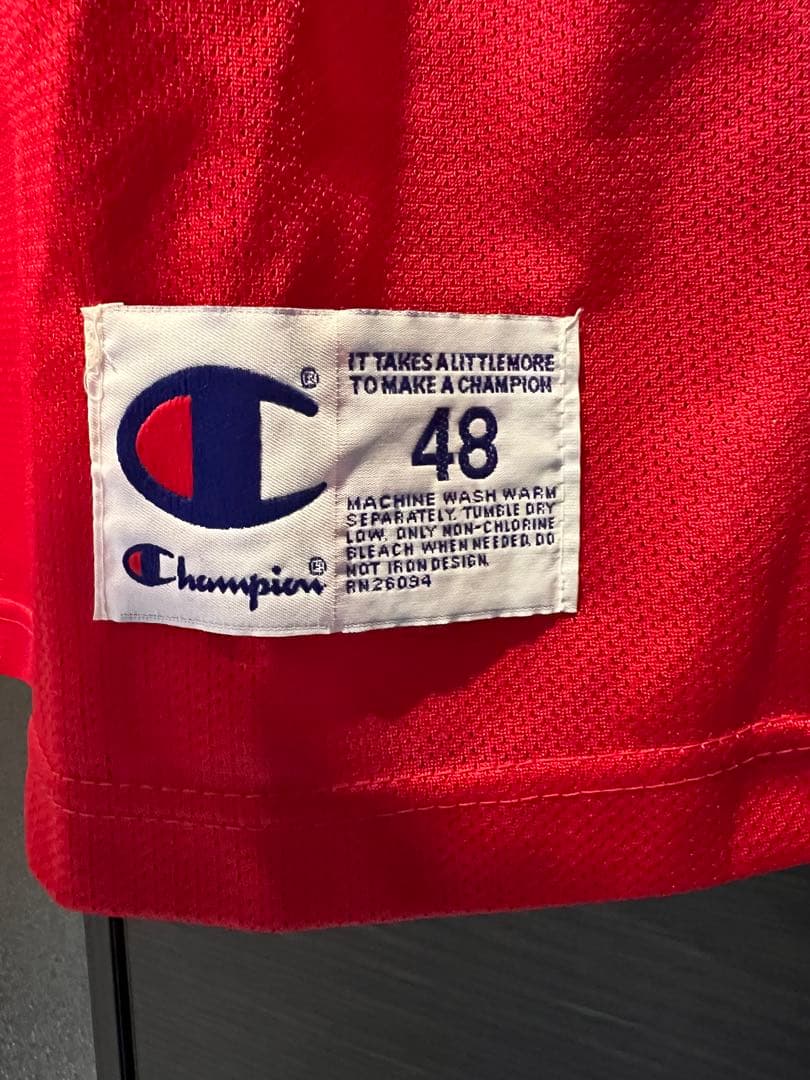 ®
Champion®
IT TAKES A LITTLE MORE
TO MAKE A CHAMPION
48
MACHINE WASH WARM
SEPARATELY, TUMBLE DRY
LOW. ONLY NON-CHLORINE
BLEACH WHEN NEEDED. DO
NOT IRON DESIGN.
RN26094